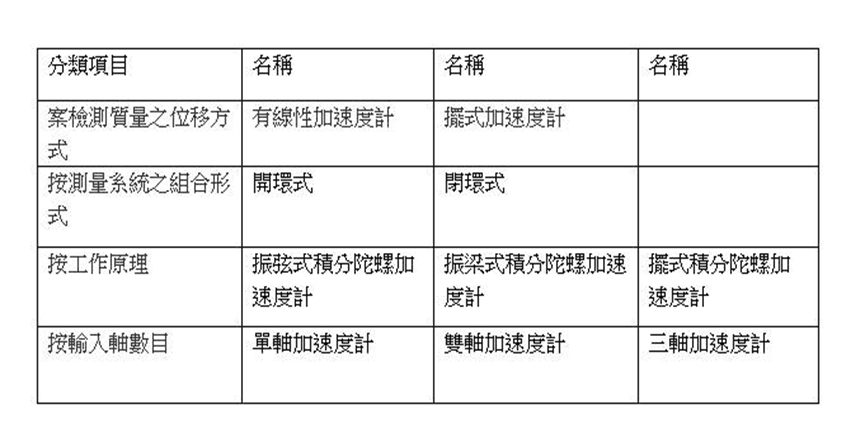 分類項目 名稱 名稱 名稱
案檢測質量之位移方式 有線性加速度計 擺式加速度計
按測量系統之組合形式 開環式 閉環式
按工作原理 振弦式積分陀螺加速度計 振梁式積分陀螺加速度計 擺式積分陀螺加速度計
按輸入軸數目 單軸加速度計 雙軸加速度計 三軸加速度計